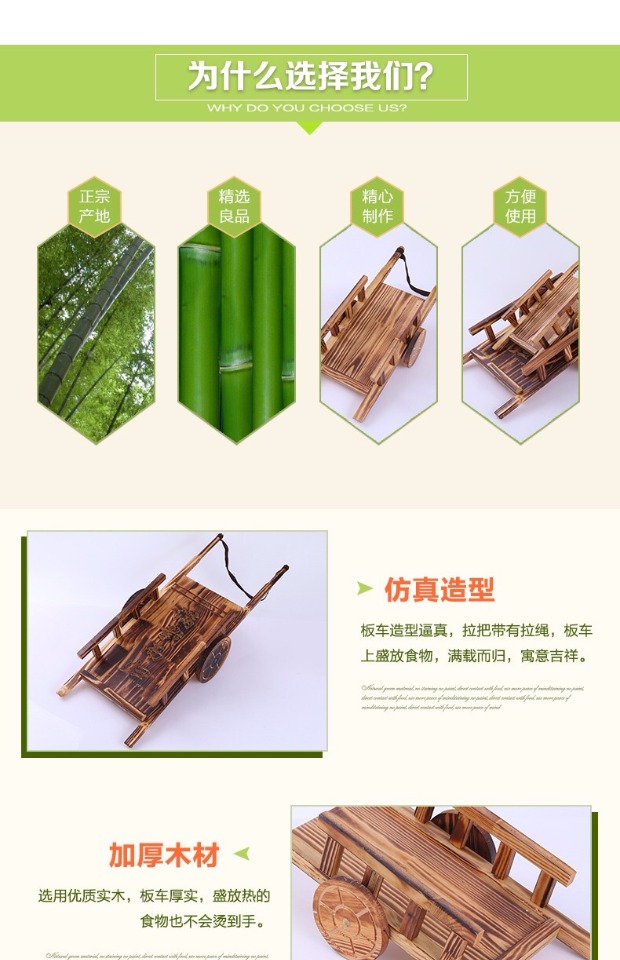 为什么选择我们?
WHY DO YOU CHOOSE US?
正宗
产地
精选
良品
精心
制作
方便
使用
仿真造型
板车造型逼真，拉把带有拉绳，板车
上盛放食物，满载而归，寓意吉祥。
加厚木材
选用优质实木，板车厚实，盛放热的
食物也不会烫到手。